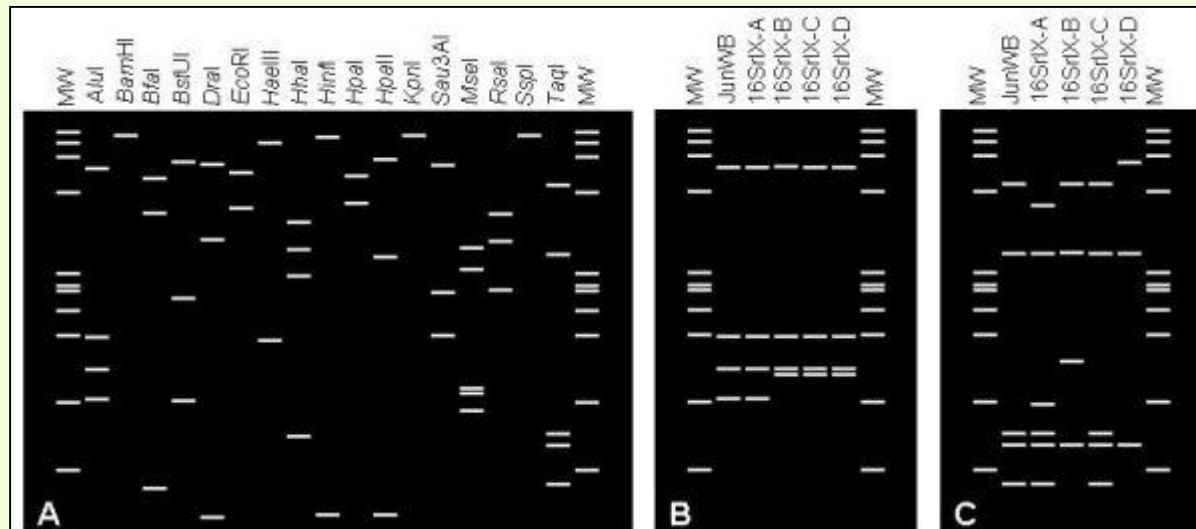 MW
AluI
BamHI
BfaI
BstUI
DraI
EcoRI
HaeIII
HhaI
HinfI
HpaI
HpaII
KpnI
Sau3AI
MseI
RsaI
SspI
TaqI
MW
A
MW
JunWB
16SrIX-A
16SrIX-B
16SrIX-C
16SrIX-D
MW
B
MW
JunWB
16SrIX-A
16SrIX-B
16SrIX-C
16SrIX-D
MW
C